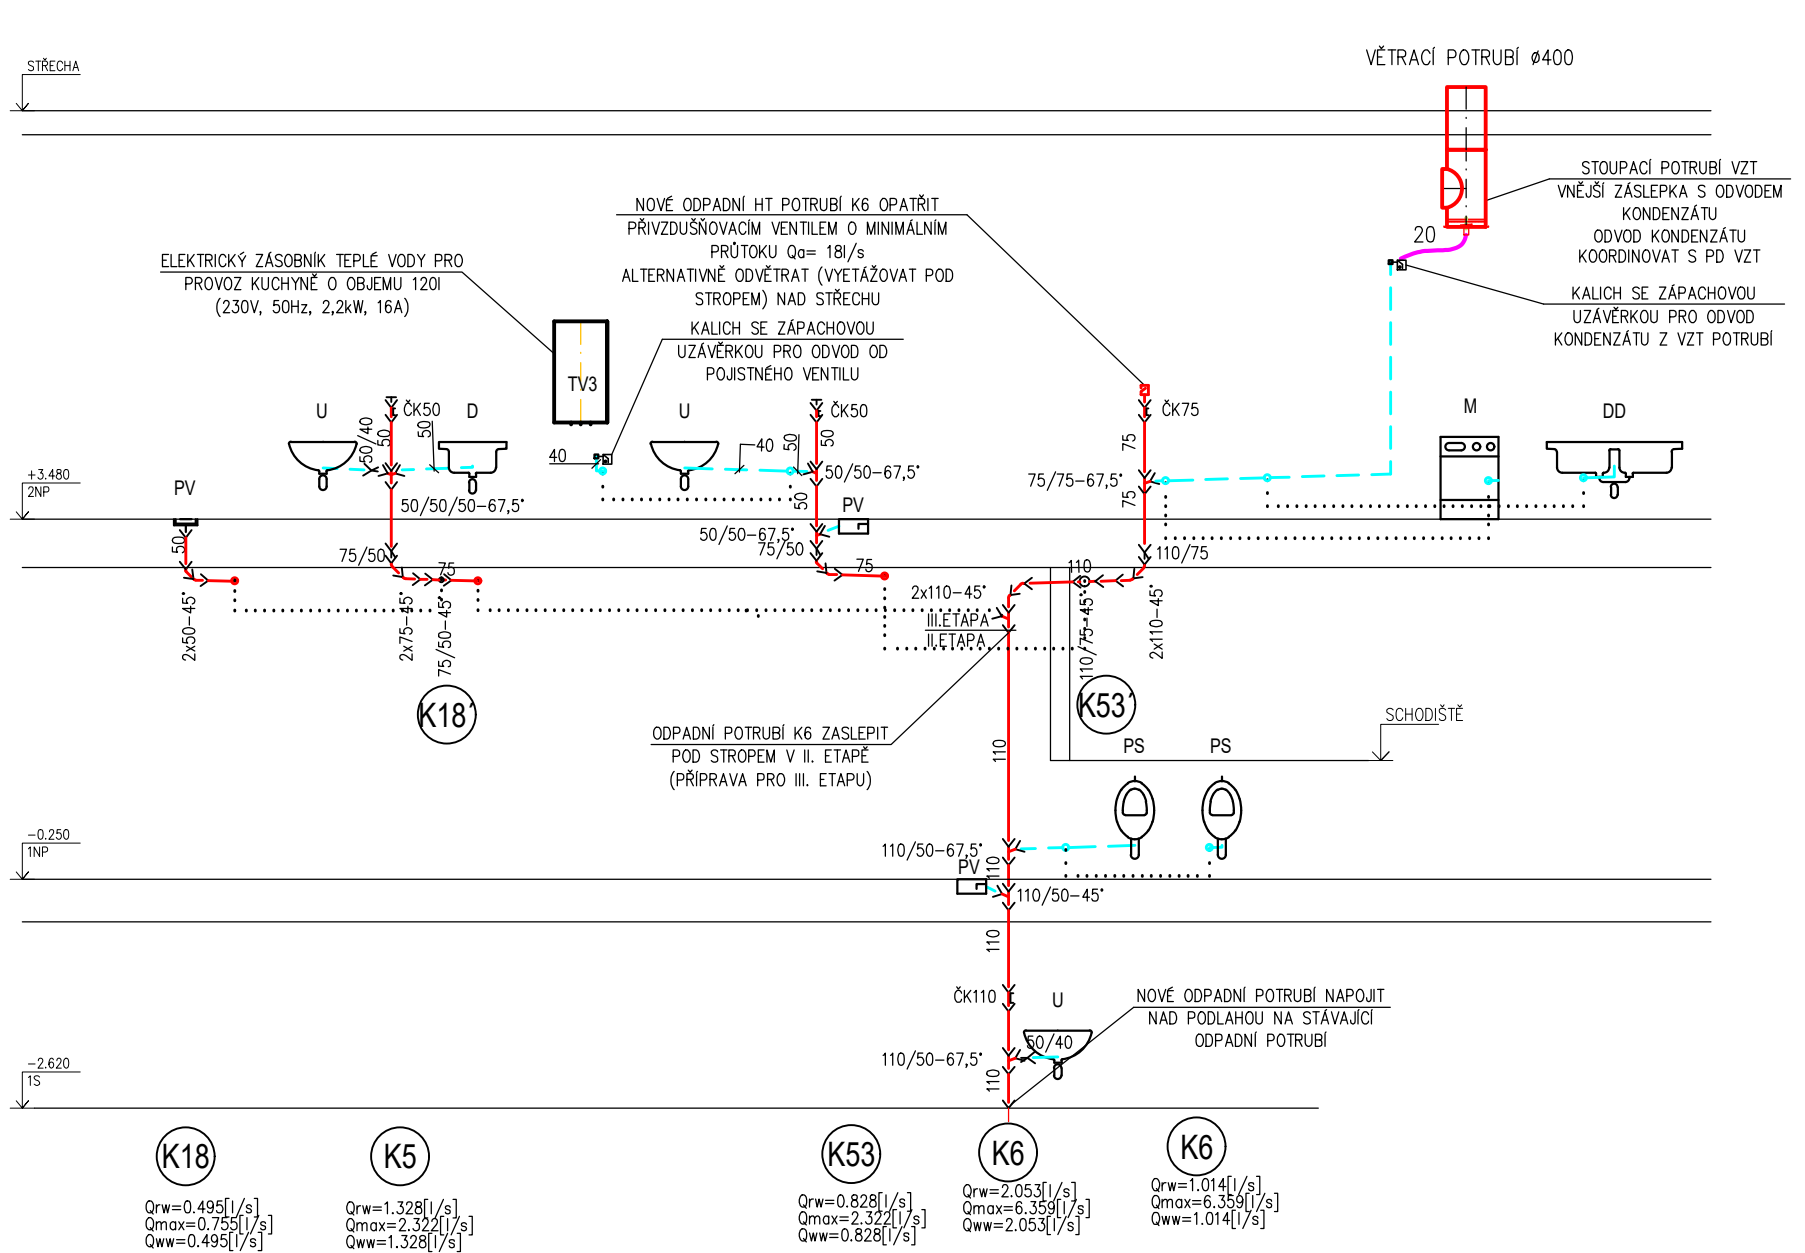 VĚTRACÍ POTRUBÍ ø400
STŘECHA
STOUPACÍ POTRUBÍ VZT
VNĚJŠÍ ZÁSLEPKA S ODVODEM
KONDENZÁTU
ODVOD KONDENZÁTU
KOORDINOVAT S PD VZT
20
KALICH SE ZÁPACHOVOU
UZÁVĚRKOU PRO ODVOD
KONDENZÁTU Z VZT POTRUBÍ
NOVÉ ODPADNÍ HT POTRUBÍ K6 OPATŘIT
PŘIVZDUŠŇOVACÍM VENTILEM O MINIMÁLNÍM
PRŮTOKU Qa= 18l/s
ALTERNATIVNĚ ODVĚTRAT (VYETÁŽOVAT POD
STROPEM) NAD STŘECHU
ELEKTRICKÝ ZÁSOBNÍK TEPLÉ VODY PRO
PROVOZ KUCHYNĚ O OBJEMU 120l
(230V, 50Hz, 2,2kW, 16A)
KALICH SE ZÁPACHOVOU
UZÁVĚRKOU PRO ODVOD OD
POJISTNÉHO VENTILU
TV3
U
ČK50
D
U
ČK50
ČK75
M
DD
50/40
50
50
40
40
50
50
75
+3.480
2NP
PV
50/50/50-67,5°
50/50-67,5°
50
PV
75/75-67,5°
75
50
75/50
75
50/50-67,5°
75/50
75
110
110/75
2x50-45°
2x75-45°
75/50-45°
2x110-45°
III.ETAPA
II.ETAPA
110/75-45°
2x110-45°
K18'
K53'
SCHODIŠTĚ
ODPADNÍ POTRUBÍ K6 ZASLEPIT
POD STROPEM V II. ETAPĚ
(PŘÍPRAVA PRO III. ETAPU)
110
PS
PS
-0.250
1NP
110/50-67,5°
110
PV
110/50-45°
110
ČK110
U
NOVÉ ODPADNÍ POTRUBÍ NAPOJIT
NAD PODLAHOU NA STÁVAJÍCÍ
ODPADNÍ POTRUBÍ
50/40
110/50-67,5°
110
-2.620
1S
K18
Qrw=0.495[l/s]
Qmax=0.755[l/s]
Qww=0.495[l/s]
K5
Qrw=1.328[l/s]
Qmax=2.322[l/s]
Qww=1.328[l/s]
K53
Qrw=0.828[l/s]
Qmax=2.322[l/s]
Qww=0.828[l/s]
K6
Qrw=2.053[l/s]
Qmax=6.359[l/s]
Qww=2.053[l/s]
K6
Qrw=1.014[l/s]
Qmax=6.359[l/s]
Qww=1.014[l/s]